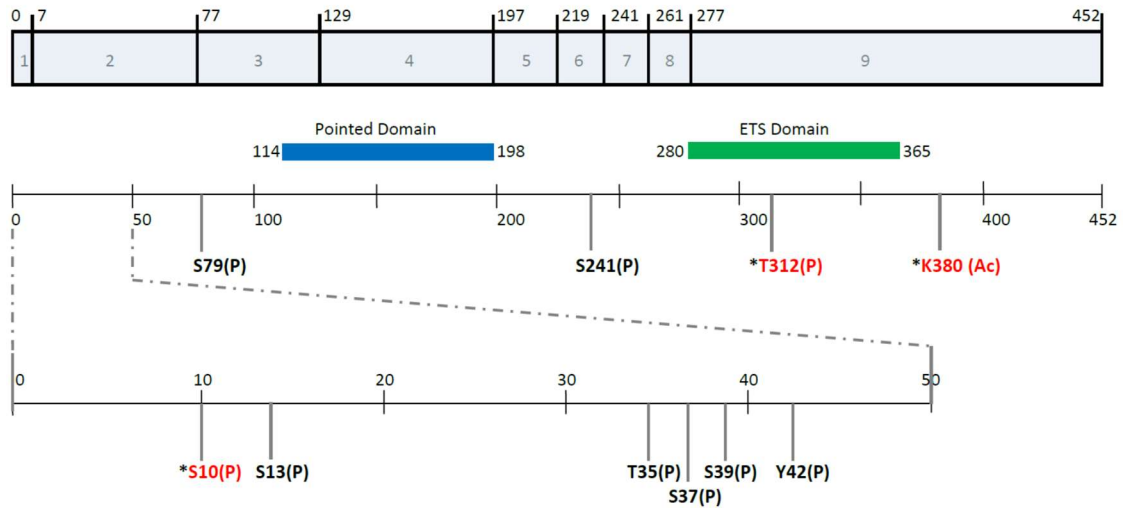 0 7 77 129 197 219 241 261 277 452
1 2 3 4 5 6 7 8 9
Pointed Domain ETS Domain
114 198 280 365
0 50 100 200 300 400 452
S79(P) S241(P) *T312(P) *K380 (Ac)
0 10 20 30 40 50
*S10(P) S13(P) T35(P) S39(P) Y42(P)
S37(P)